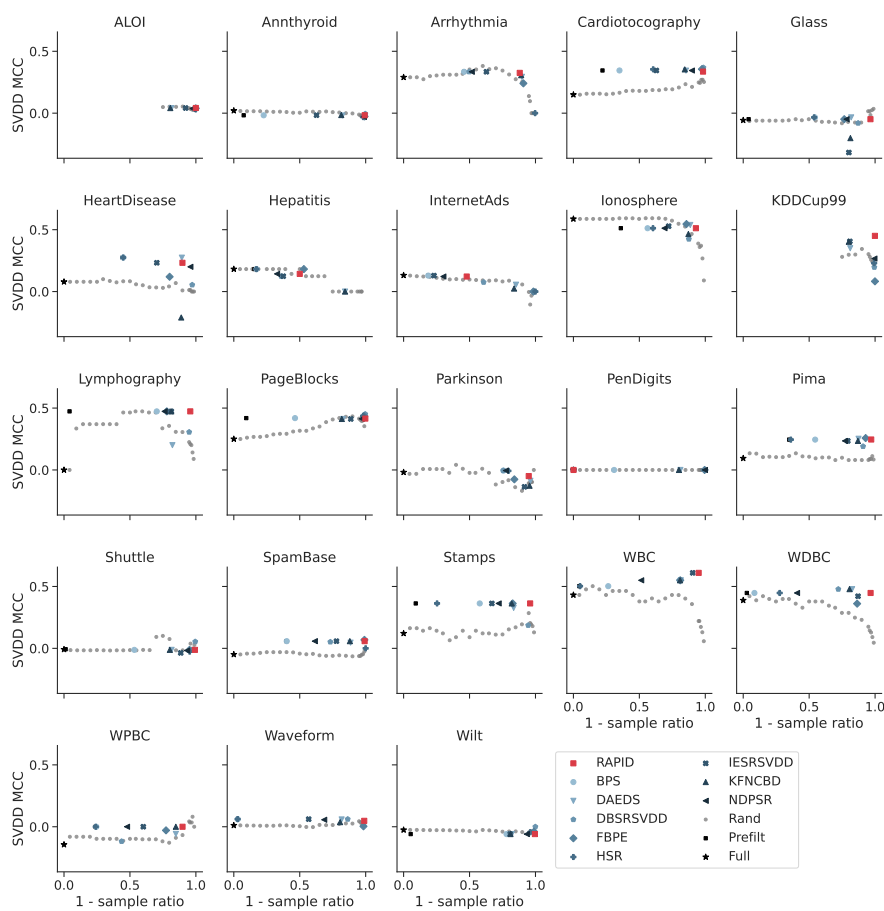 ALOI Annthyroid Arrhythmia Cardiotocography Glass
0.5
0.0
SVDD MCC
HeartDisease Hepatitis InternetAds Ionosphere KDDCup99
0.5
0.0
SVDD MCC
Lymphography PageBlocks Parkinson PenDigits Pima
0.5
0.0
SVDD MCC
Shuttle SpamBase Stamps WBC WDBC
0.5
0.0
SVDD MCC
0.0 0.5 1.0 0.0 0.5 1.0
1 - sample ratio 1 - sample ratio
WPBC Waveform Wilt
0.5
0.0
SVDD MCC
0.0 0.5 1.0 0.0 0.5 1.0 0.0 0.5 1.0
1 - sample ratio 1 - sample ratio 1 - sample ratio
RAPID
BPS
DAEDS
DBSRSVDD
FBPE
HSR
IESRSVDD
KFNCBD
NDPSR
Rand
Prefilt
Full